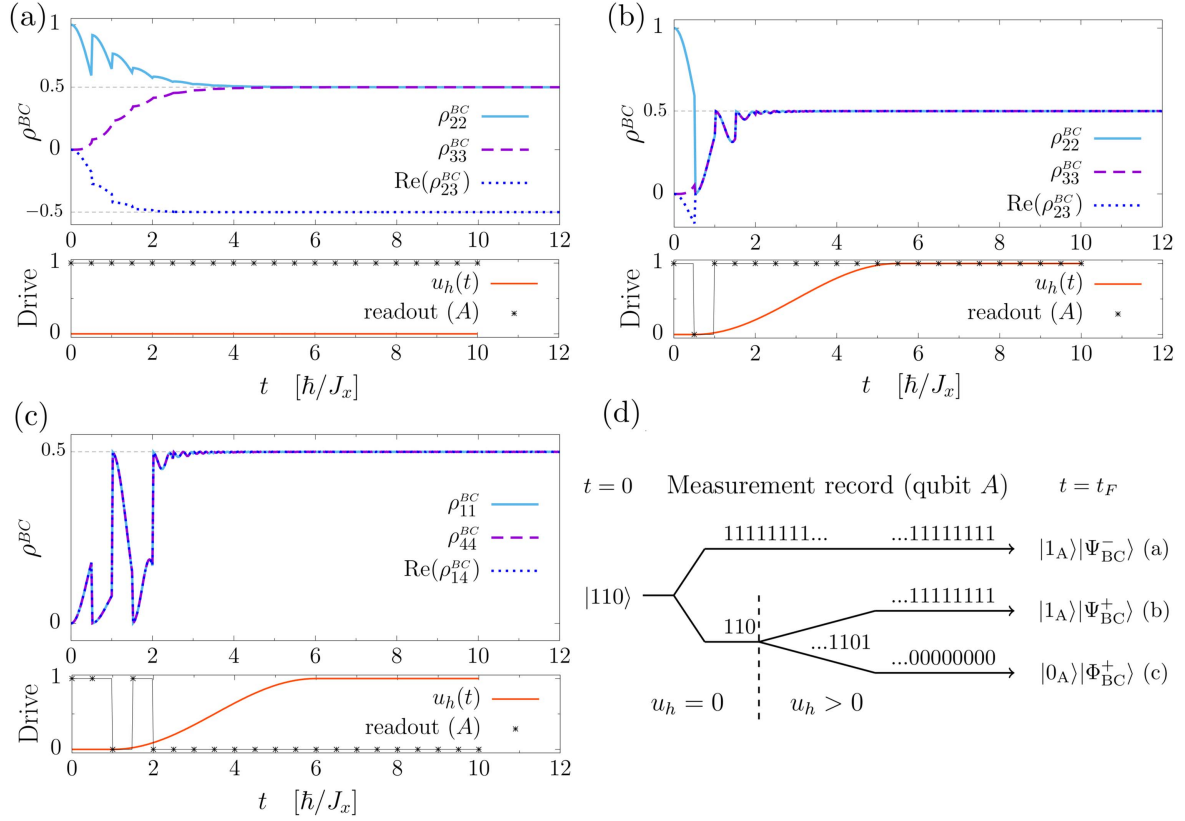 (a)
1
0.5
0
−0.5
ρ^BC
ρ_22^BC
ρ_33^BC
Re(ρ_23^BC)
0 2 4 6 8 10 12
1
0
Drive
u_h(t)
readout (A)
0 2 4 6 8 10 12
t [ħ/J_x]
(b)
1
0.5
0
ρ^BC
ρ_22^BC
ρ_33^BC
Re(ρ_23^BC)
0 2 4 6 8 10 12
1
0
Drive
u_h(t)
readout (A)
0 2 4 6 8 10 12
t [ħ/J_x]
(c)
0.5
0
ρ^BC
ρ_11^BC
ρ_44^BC
Re(ρ_14^BC)
0 2 4 6 8 10 12
1
0
Drive
u_h(t)
readout (A)
0 2 4 6 8 10 12
t [ħ/J_x]
(d)
t = 0 Measurement record (qubit A) t = t_F
11111111... ...11111111
|1_A⟩|Ψ_BC^−⟩ (a)
|110⟩
...11111111
|1_A⟩|Ψ_BC^+⟩ (b)
110
...1101
...00000000
|0_A⟩|Φ_BC^+⟩ (c)
u_h = 0 u_h > 0